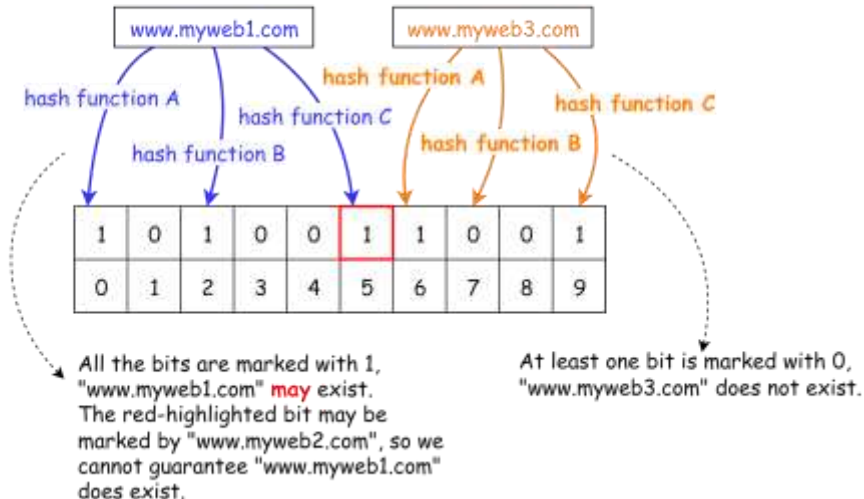 www.myweb1.com
www.myweb3.com
hash function A
hash function A
hash function C
hash function C
hash function B
hash function B
1 0 1 0 0 1 1 0 0 1
0 1 2 3 4 5 6 7 8 9
All the bits are marked with 1,
"www.myweb1.com" may exist.
The red-highlighted bit may be
marked by "www.myweb2.com", so we
cannot guarantee "www.myweb1.com"
does exist.
At least one bit is marked with 0,
"www.myweb3.com" does not exist.